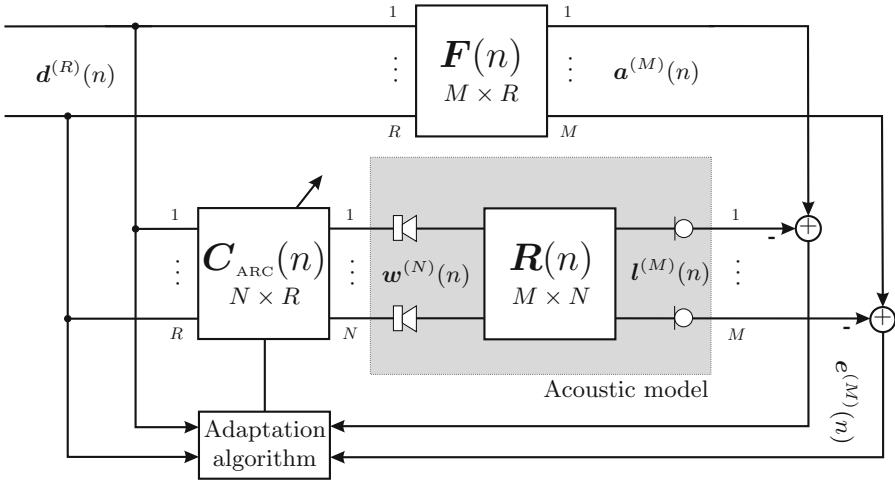 1
1
F(n)
M × R
d^(R)(n)
⋮
⋮
a^(M)(n)
R
M
1
1
1
C_ARC(n)
N × R
R(n)
M × N
+
-
⋮
⋮
w^(N)(n)
l^(M)(n)
⋮
R
N
M
+
-
Acoustic model
e^(M)(n)
Adaptation
algorithm